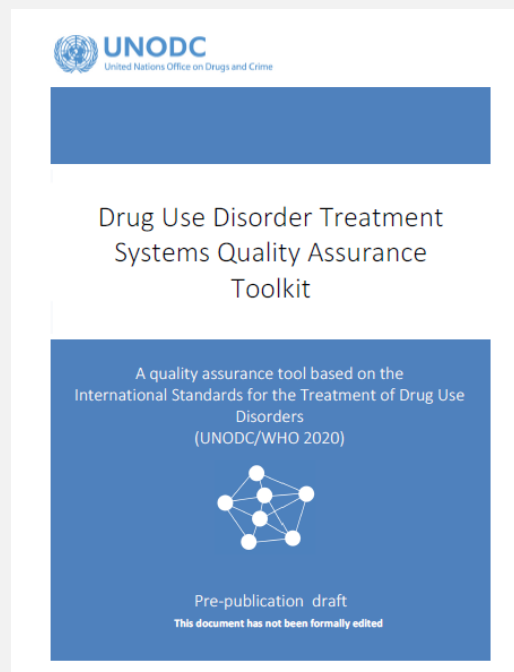 UNODC
United Nations Office on Drugs and Crime
Drug Use Disorder Treatment
Systems Quality Assurance
Toolkit
A quality assurance tool based on the
International Standards for the Treatment of Drug Use
Disorders
(UNODC/WHO 2020)
Pre-publication draft
This document has not been formally edited